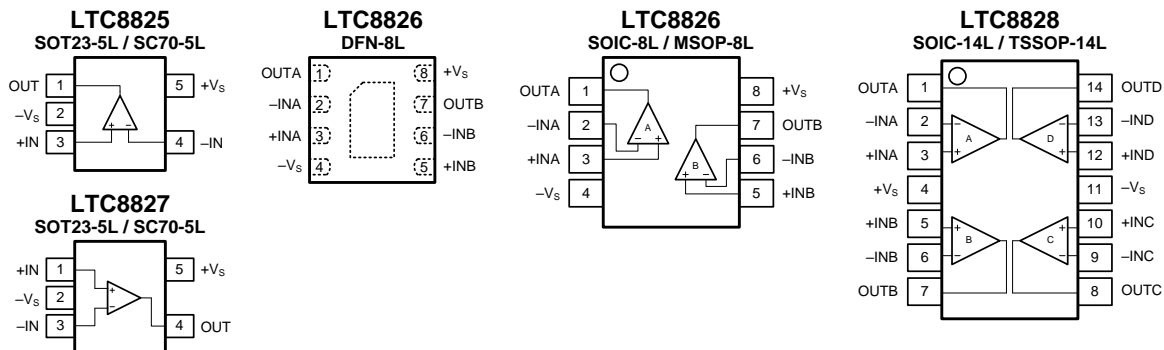 LTC8825
SOT23-5L / SC70-5L
OUT 1 5 +VS
–VS 2
+IN 3 4 –IN
+ –
LTC8827
SOT23-5L / SC70-5L
+IN 1 5 +VS
–VS 2
–IN 3 4 OUT
+
–
LTC8826
DFN-8L
OUTA 1 8 +VS
–INA 2 7 OUTB
+INA 3 6 –INB
–VS 4 5 +INB
LTC8826
SOIC-8L / MSOP-8L
OUTA 1 8 +VS
–INA 2 7 OUTB
+INA 3 6 –INB
–VS 4 5 +INB
A
– +
B
+ –
LTC8828
SOIC-14L / TSSOP-14L
OUTA 1 14 OUTD
–INA 2 – – 13 –IND
A D
+INA 3 + + 12 +IND
+VS 4 11 –VS
+INB 5 + + 10 +INC
B C
–INB 6 – – 9 –INC
OUTB 7 8 OUTC